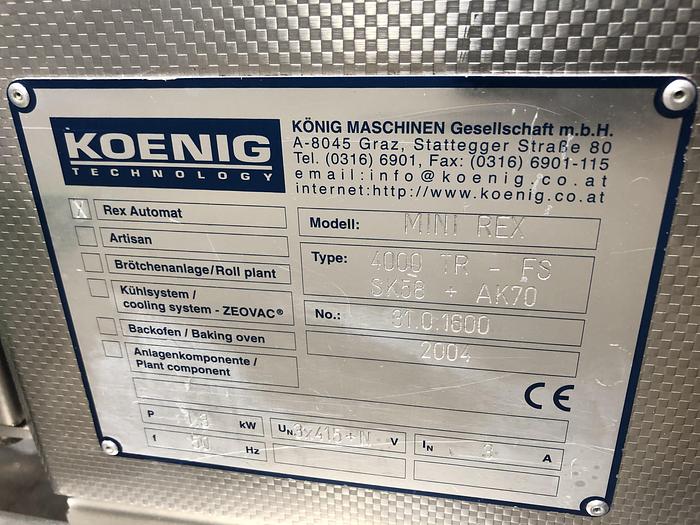 KOENIG
TECHNOLOGY
KÖNIG MASCHINEN Gesellschaft m.b.H.
A-8045 Graz, Stattegger Straße 80
Tel. (0316) 6901, Fax: (0316) 6901-115
email:info@koenig.co.at
internet:http://www.koenig.co.at
X Rex Automat
Artisan
Brötchenanlage/Roll plant
Kühlsystem /
cooling system - ZEOVAC®
Backofen / Baking oven
Anlagenkomponente /
Plant component
Modell: MINI REX
Type: 4000 TR - FS
SK58 + AK70
No.: 31.0.1600
2004
CE
P kW
f 50 Hz
UN 3x415+N V
IN 3 A